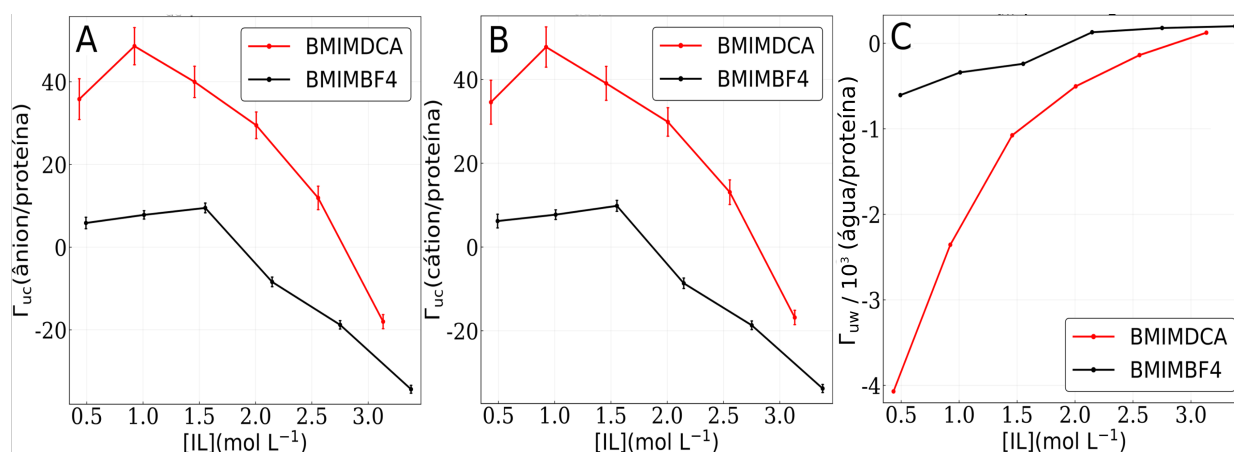 A
BMIMDCA
BMIMBF4
Γuc(ânion/proteína)
40
20
0
-20
0.5 1.0 1.5 2.0 2.5 3.0
[IL](mol L⁻¹)
B
BMIMDCA
BMIMBF4
Γuc(cátion/proteína)
40
20
0
-20
0.5 1.0 1.5 2.0 2.5 3.0
[IL](mol L⁻¹)
C
Γuw / 10³ (água/proteína)
0
-1
-2
-3
-4
BMIMDCA
BMIMBF4
0.5 1.0 1.5 2.0 2.5 3.0
[IL](mol L⁻¹)